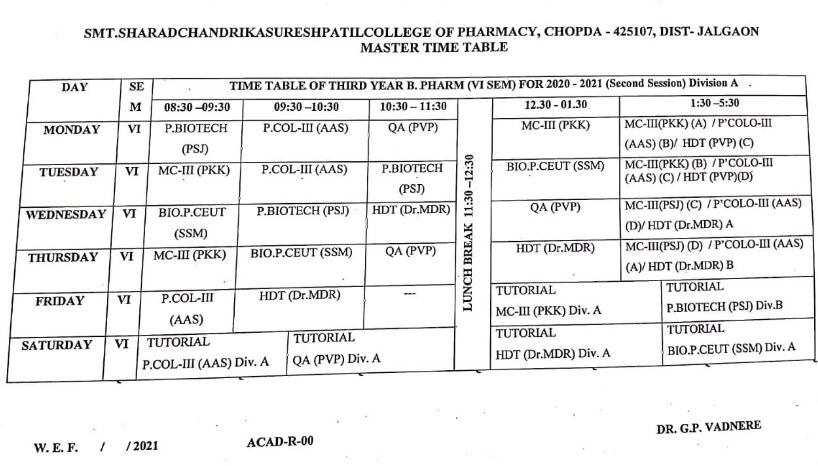 SMT.SHARADCHANDRIKASURESHPATILCOLLEGE OF PHARMACY, CHOPDA - 425107, DIST- JALGAON
MASTER TIME TABLE
DAY SE M TIME TABLE OF THIRD YEAR B. PHARM (VI SEM) FOR 2020 - 2021 (Second Session) Division A
08:30 –09:30 09:30 –10:30 10:30 – 11:30 12.30 - 01.30 1:30 –5:30
LUNCH BREAK 11:30 –12:30
MONDAY VI P.BIOTECH P.COL-III (AAS) QA (PVP) MC-III (PKK) MC-III(PKK) (A) / P'COLO-III
(PSJ) (AAS) (B)/ HDT (PVP) (C)
TUESDAY VI MC-III (PKK) P.COL-III (AAS) P.BIOTECH BIO.P.CEUT (SSM) MC-III(PKK) (B) / P'COLO-III
(PSJ) (AAS) (C) / HDT (PVP)(D)
WEDNESDAY VI BIO.P.CEUT P.BIOTECH (PSJ) HDT (Dr.MDR) QA (PVP) MC-III(PSJ) (C) / P'COLO-III (AAS)
(SSM) (D)/ HDT (Dr.MDR) A
THURSDAY VI MC-III (PKK) BIO.P.CEUT (SSM) QA (PVP) HDT (Dr.MDR) MC-III(PSJ) (D) / P'COLO-III (AAS)
(A)/ HDT (Dr.MDR) B
FRIDAY VI P.COL-III HDT (Dr.MDR) --- TUTORIAL TUTORIAL
(AAS) MC-III (PKK) Div. A P.BIOTECH (PSJ) Div.B
SATURDAY VI TUTORIAL TUTORIAL TUTORIAL TUTORIAL
P.COL-III (AAS) Div. A QA (PVP) Div. A HDT (Dr.MDR) Div. A BIO.P.CEUT (SSM) Div. A
DR. G.P. VADNERE
W. E. F. / / 2021 ACAD-R-00